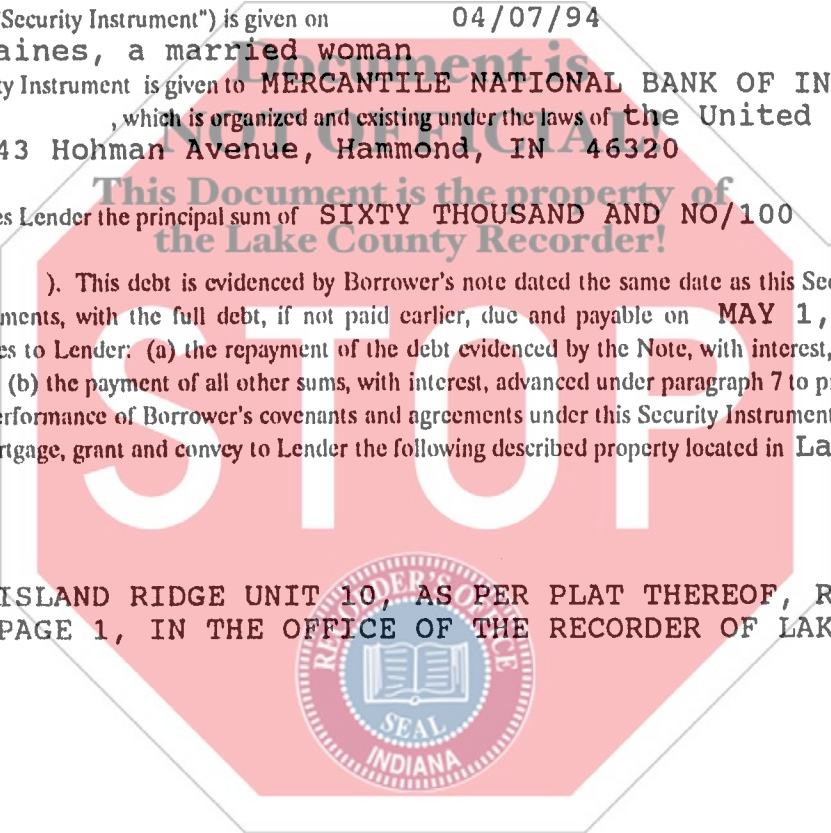 "Security Instrument") is given on 04/07/94
aines, a married woman
Document is
ty Instrument is given to MERCANTILE NATIONAL BANK OF IN
, which is organized and existing under the laws of the United
NOT OFFICIAL!
43 Hohman Avenue, Hammond, IN 46320
This Document is the property of
es Lender the principal sum of SIXTY THOUSAND AND NO/100
the Lake County Recorder!
). This debt is evidenced by Borrower's note dated the same date as this Sec
ments, with the full debt, if not paid earlier, due and payable on MAY 1,
es to Lender: (a) the repayment of the debt evidenced by the Note, with interest,
(b) the payment of all other sums, with interest, advanced under paragraph 7 to p
erformance of Borrower's covenants and agreements under this Security Instrument
rtgage, grant and convey to Lender the following described property located in La
STOP
ISLAND RIDGE UNIT 10, AS PER PLAT THEREOF, R
PAGE 1, IN THE OFFICE OF THE RECORDER OF LAK
RECORDER'S OFFICE
SEAL
INDIANA